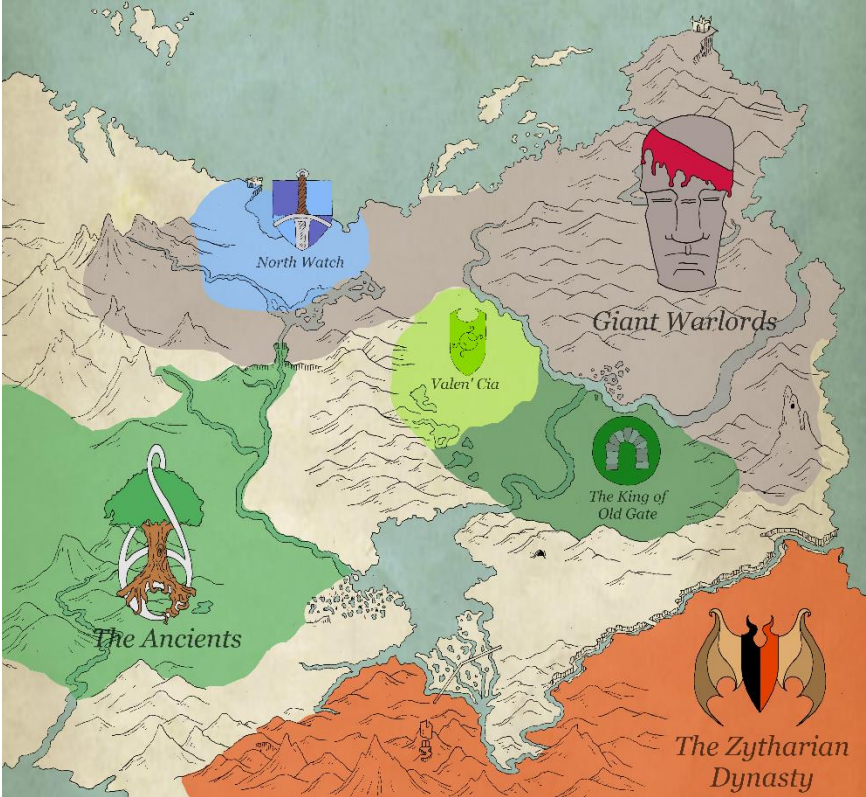 North Watch
Giant Warlords
Valen' Cia
The King of
Old Gate
The Ancients
The Zytharian
Dynasty